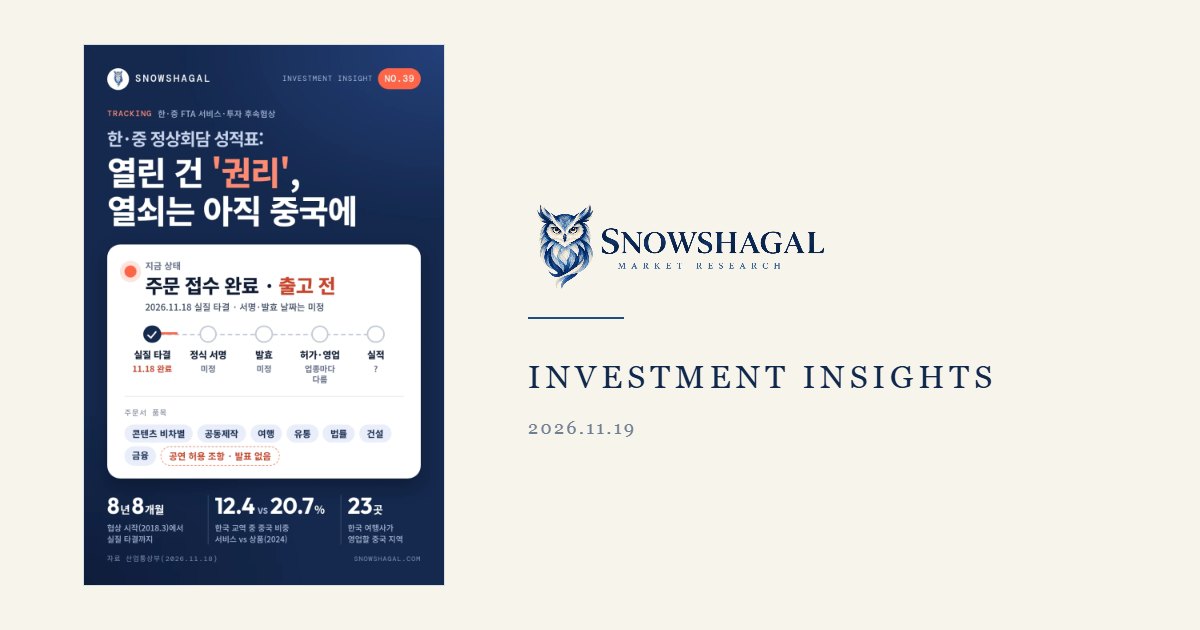 SNOWSHAGAL
INVESTMENT INSIGHT NO.39
TRACKING 한·중 FTA 서비스·투자 후속협상
한·중 정상회담 성적표:
열린 건 '권리',
열쇠는 아직 중국에
지금 상태
주문 접수 완료 · 출고 전
2026.11.18 실질 타결 · 서명·발효 날짜는 미정
실질 타결 정식 서명 발효 허가·영업 실적
11.18 완료 미정 미정 업종마다 ?
다름
주문서 품목
콘텐츠 비차별 공동제작 여행 유통 법률 건설
금융 공연 허용 조항 · 발표 없음
8년8개월 12.4 vs 20.7% 23곳
협상 시작(2018.3)에서 한국 교역 중 중국 비중 한국 여행사가
실질 타결까지 서비스 vs 상품(2024) 영업할 중국 지역
자료 산업통상부(2026.11.18) SNOWSHAGAL.COM
SNOWSHAGAL
MARKET RESEARCH
INVESTMENT INSIGHTS
2026.11.19